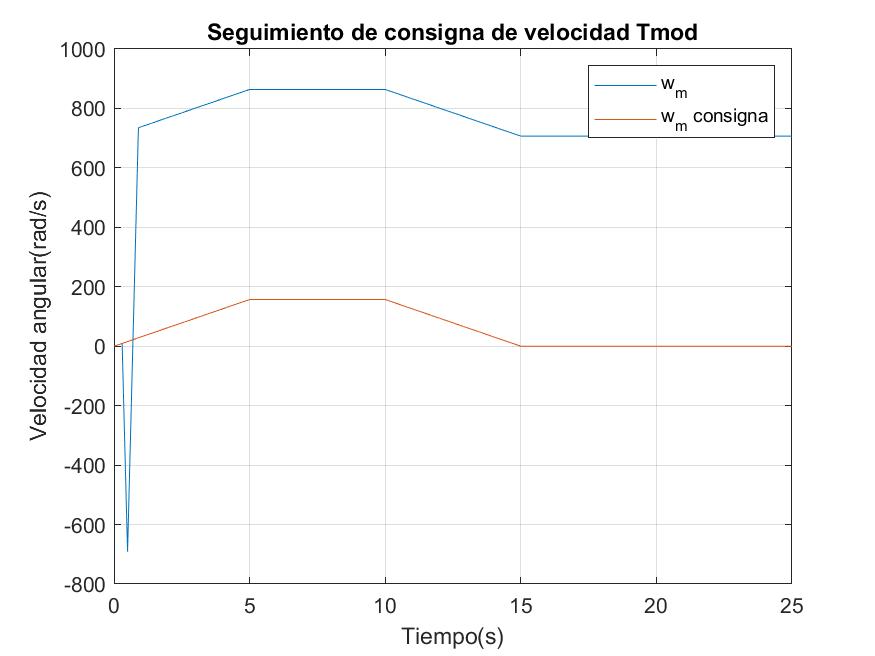 Seguimiento de consigna de velocidad Tmod
1000
800
600
400
200
0
-200
-400
-600
-800
Velocidad angular(rad/s)
w_m
w_m consigna
0 5 10 15 20 25
Tiempo(s)